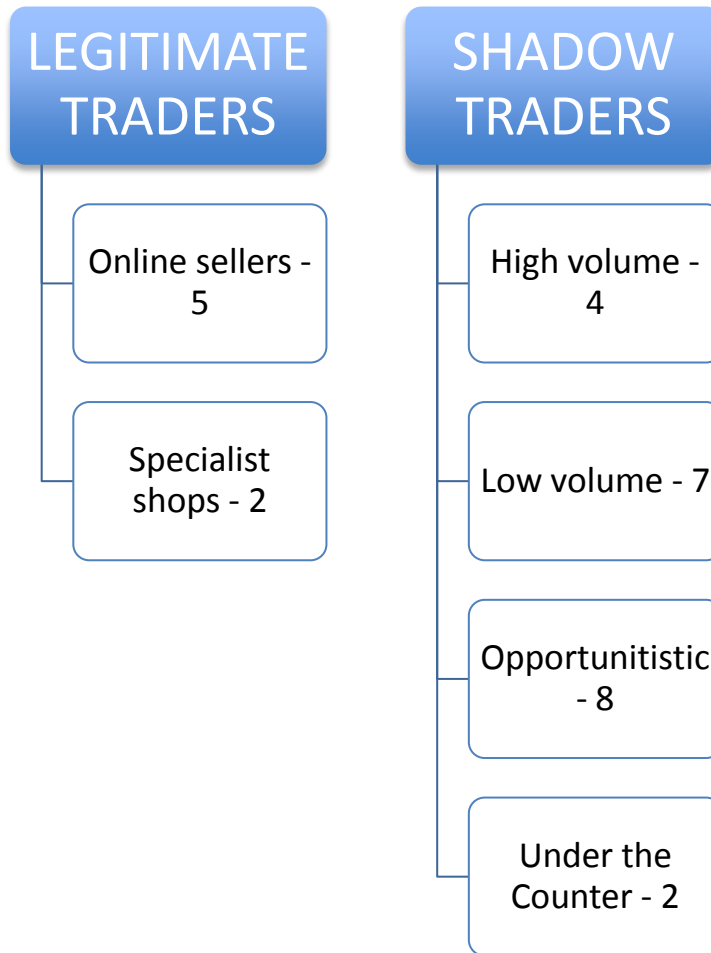 LEGITIMATE
TRADERS
Online sellers -
5
Specialist
shops - 2
SHADOW
TRADERS
High volume -
4
Low volume - 7
Opportunitistic
- 8
Under the
Counter - 2